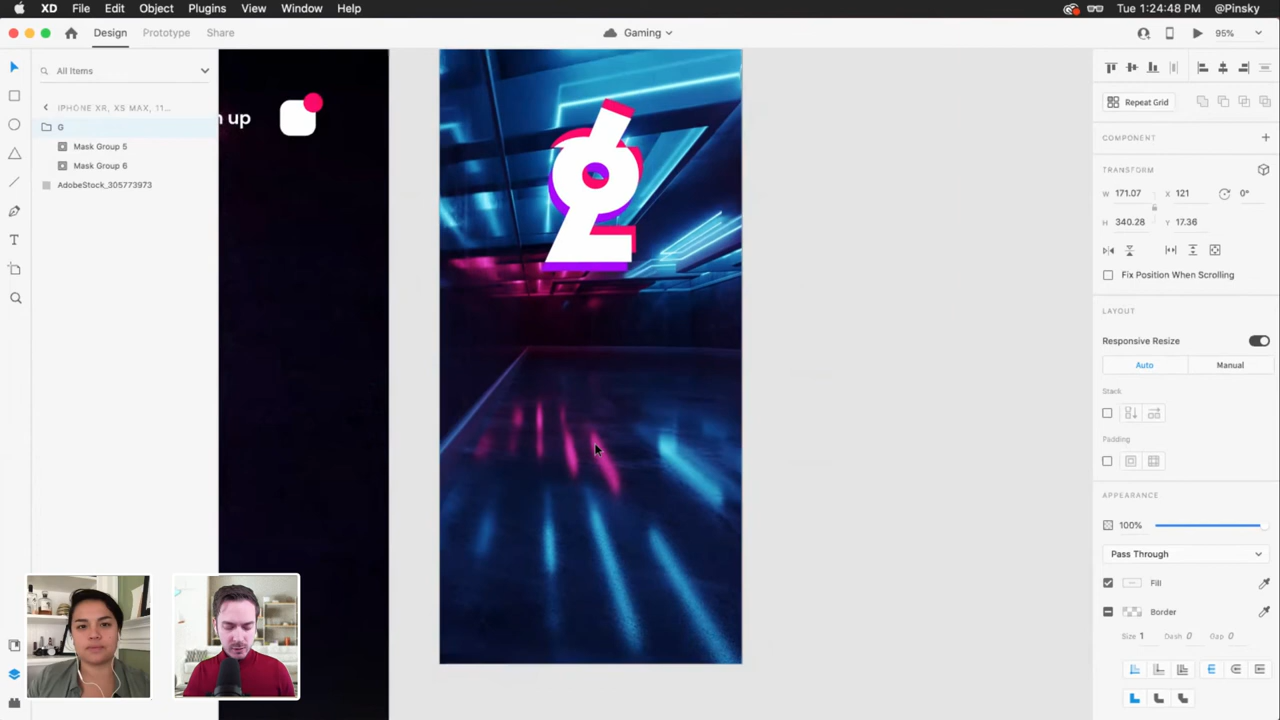 XD File Edit Object Plugins View Window Help
Tue 1:24:48 PM @Pinsky
Design Prototype Share
Gaming
95%
All Items
IPHONE XR, XS MAX, 11...
G
Mask Group 5
Mask Group 6
AdobeStock_305773973
n up
Repeat Grid
COMPONENT
TRANSFORM
W 171.07 X 121 0°
H 340.28 Y 17.36
Fix Position When Scrolling
LAYOUT
Responsive Resize
Auto Manual
Stack
Padding
APPEARANCE
100%
Pass Through
Fill
Border
Size 1 Dash 0 Gap 0